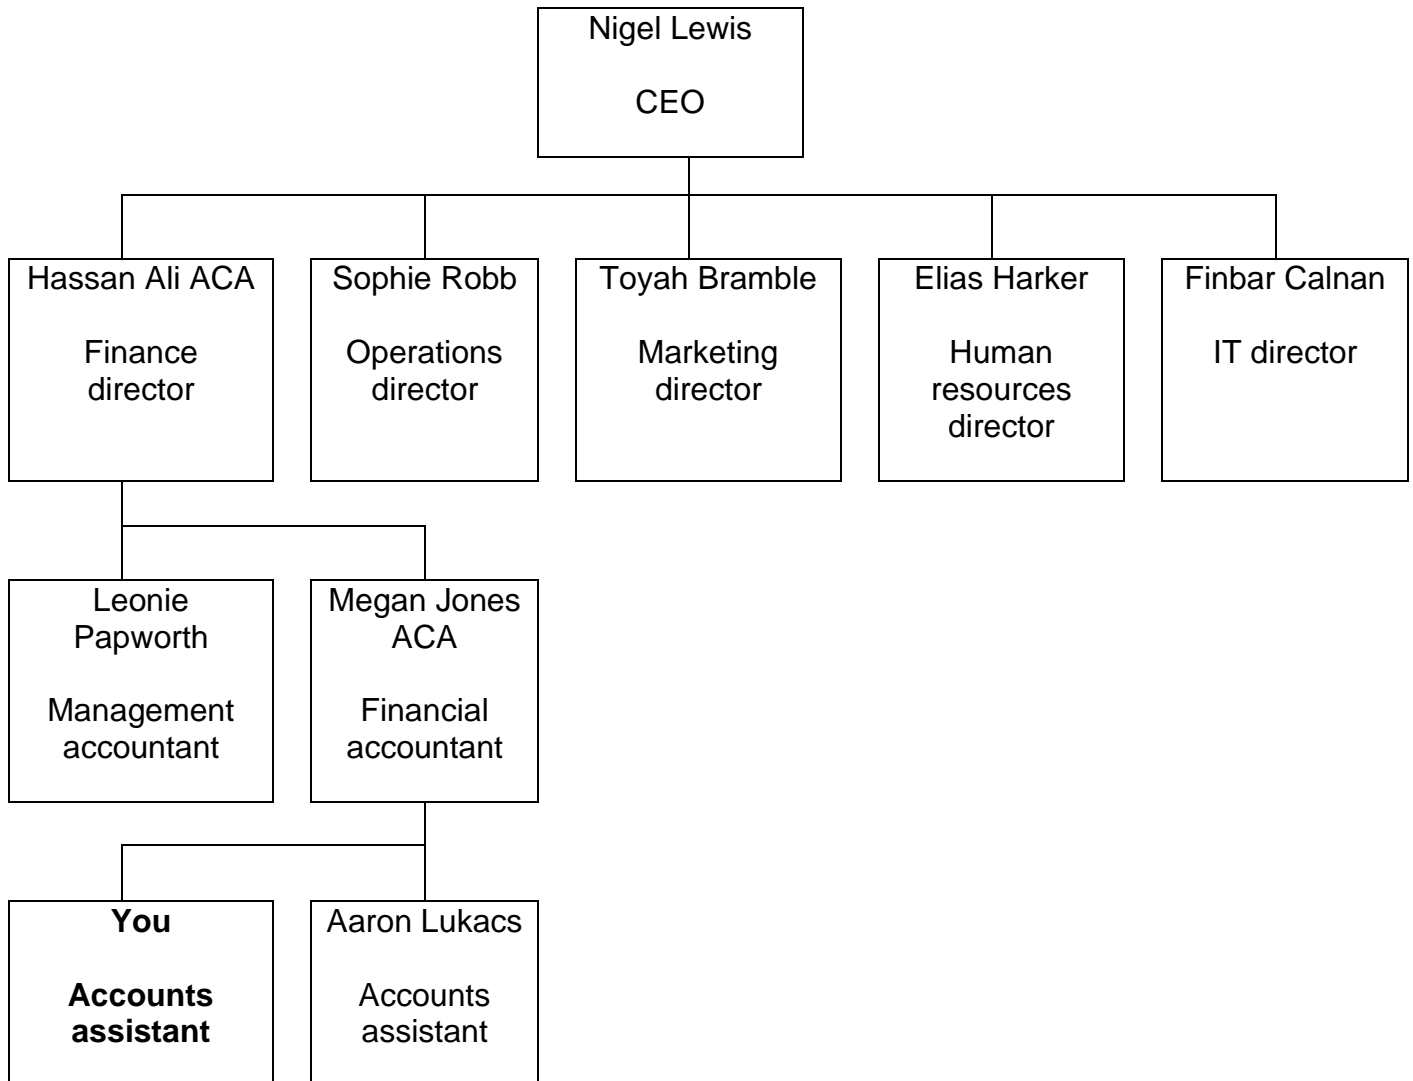 Nigel Lewis
CEO
Hassan Ali ACA
Finance
director
Sophie Robb
Operations
director
Toyah Bramble
Marketing
director
Elias Harker
Human
resources
director
Finbar Calnan
IT director
Leonie
Papworth
Management
accountant
Megan Jones
ACA
Financial
accountant
You
Accounts
assistant
Aaron Lukacs
Accounts
assistant